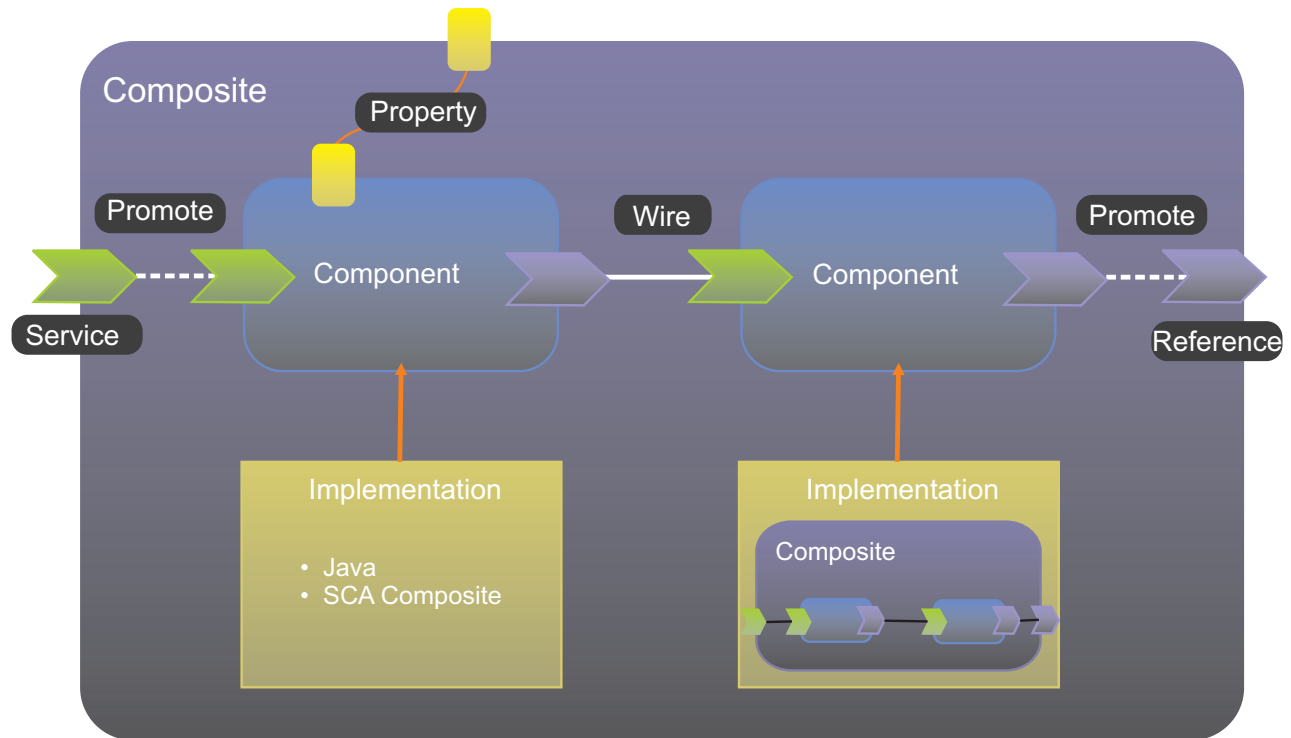 Composite
Property
Promote
Wire
Promote
Component
Component
Service
Reference
Implementation
• Java
• SCA Composite
Implementation
Composite